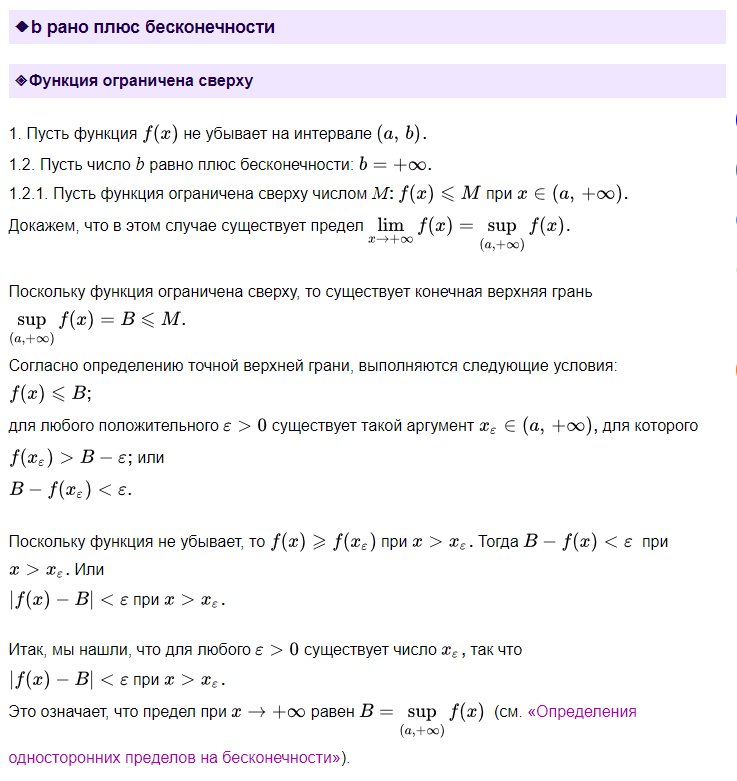 ❖b рано плюс бесконечности
◈Функция ограничена сверху
1. Пусть функция f(x) не убывает на интервале (a, b).
1.2. Пусть число b равно плюс бесконечности: b = +∞.
1.2.1. Пусть функция ограничена сверху числом M: f(x) ⩽ M при x ∈ (a, +∞).
Докажем, что в этом случае существует предел lim f(x) = sup f(x).
x→+∞ (a,+∞)
Поскольку функция ограничена сверху, то существует конечная верхняя грань
sup f(x) = B ⩽ M.
(a,+∞)
Согласно определению точной верхней грани, выполняются следующие условия:
f(x) ⩽ B;
для любого положительного ε > 0 существует такой аргумент xε ∈ (a, +∞), для которого
f(xε) > B − ε; или
B − f(xε) < ε.
Поскольку функция не убывает, то f(x) ⩾ f(xε) при x > xε. Тогда B − f(x) < ε при
x > xε. Или
|f(x) − B| < ε при x > xε.
Итак, мы нашли, что для любого ε > 0 существует число xε, так что
|f(x) − B| < ε при x > xε.
Это означает, что предел при x → +∞ равен B = sup f(x) (см. «Определения
(a,+∞)
односторонних пределов на бесконечности»).